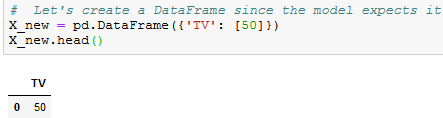 #  Let's create a DataFrame since the model expects it
X_new = pd.DataFrame({'TV': [50]})
X_new.head()
TV
0 50